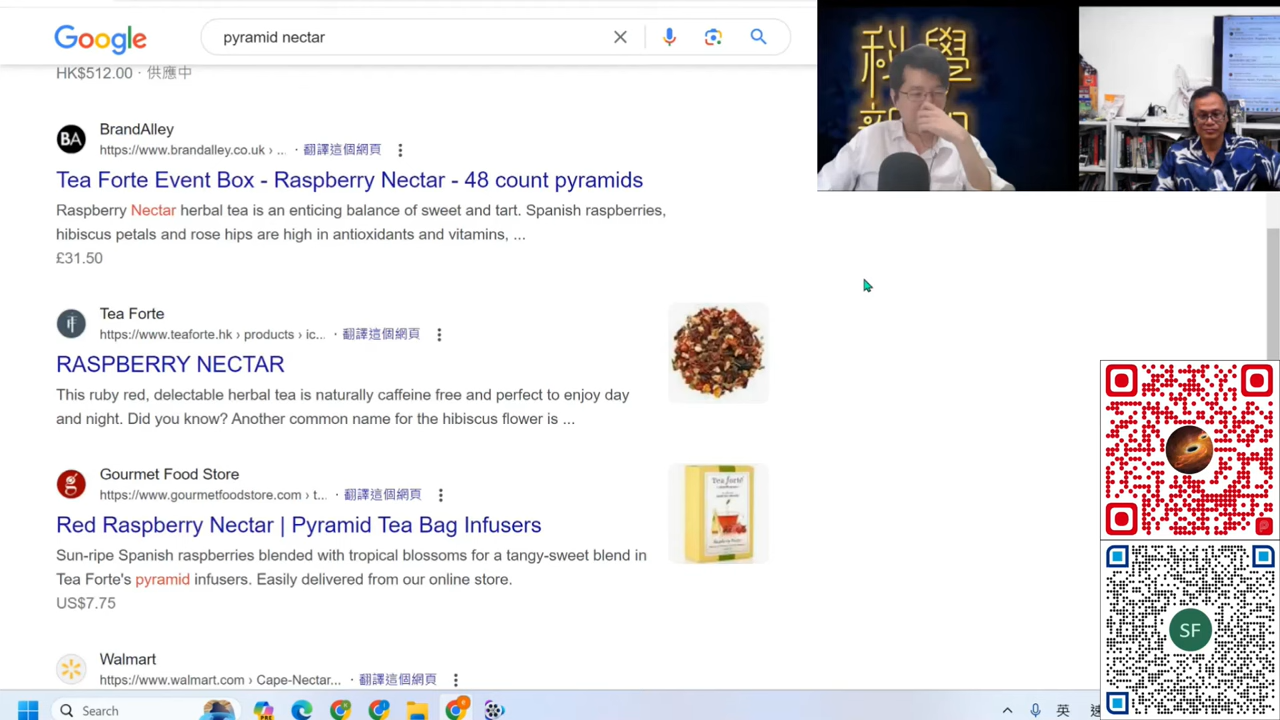 Google
pyramid nectar
HK$512.00 · 供應中
BA
BrandAlley
https://www.brandalley.co.uk › ... · 翻譯這個網頁
Tea Forte Event Box - Raspberry Nectar - 48 count pyramids
Raspberry Nectar herbal tea is an enticing balance of sweet and tart. Spanish raspberries,
hibiscus petals and rose hips are high in antioxidants and vitamins, ...
£31.50
Tea Forte
https://www.teaforte.hk › products › ic... · 翻譯這個網頁
RASPBERRY NECTAR
This ruby red, delectable herbal tea is naturally caffeine free and perfect to enjoy day
and night. Did you know? Another common name for the hibiscus flower is ...
Gourmet Food Store
https://www.gourmetfoodstore.com › t... · 翻譯這個網頁
Red Raspberry Nectar | Pyramid Tea Bag Infusers
Sun-ripe Spanish raspberries blended with tropical blossoms for a tangy-sweet blend in
Tea Forte's pyramid infusers. Easily delivered from our online store.
US$7.75
Tea forté
Walmart
https://www.walmart.com › Cape-Nectar... · 翻譯這個網頁
Search
英
科學
SF